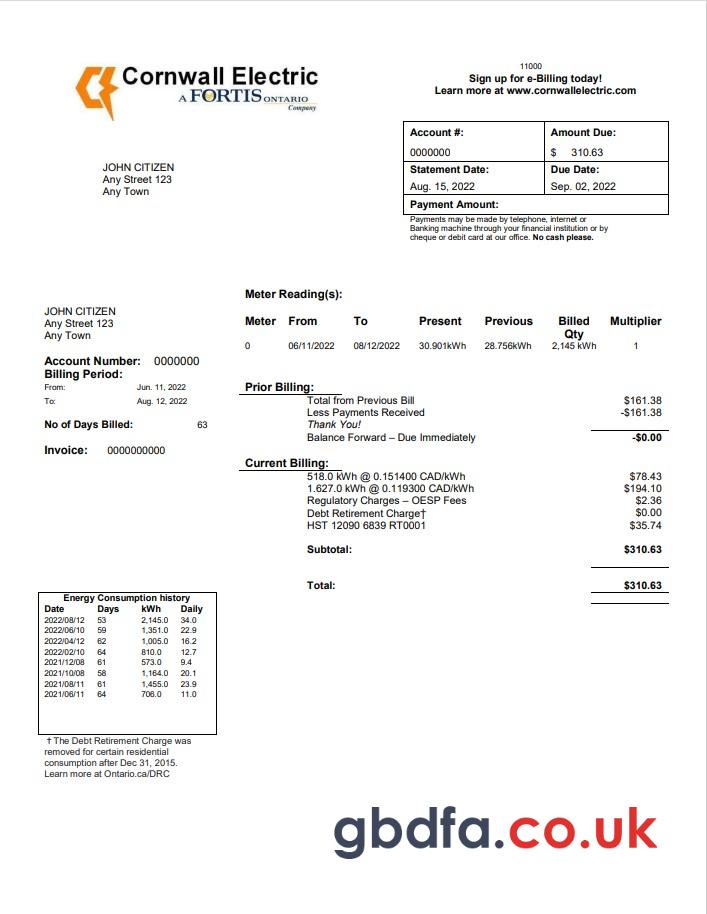 Cornwall Electric
A FORTIS ONTARIO
Company
11000
Sign up for e-Billing today!
Learn more at www.cornwallelectric.com
Account #: Amount Due:
0000000 $ 310.63
Statement Date: Due Date:
Aug. 15, 2022 Sep. 02, 2022
Payment Amount:
Payments may be made by telephone, internet or
Banking machine through your financial institution or by
cheque or debit card at our office. No cash please.
JOHN CITIZEN
Any Street 123
Any Town
JOHN CITIZEN
Any Street 123
Any Town
Account Number: 0000000
Billing Period:
From: Jun. 11, 2022
To: Aug. 12, 2022
No of Days Billed: 63
Invoice: 0000000000
Meter Reading(s):
Meter From To Present Previous Billed Qty Multiplier
0 06/11/2022 08/12/2022 30.901kWh 28.756kWh 2,145 kWh 1
Prior Billing:
Total from Previous Bill $161.38
Less Payments Received -$161.38
Thank You!
Balance Forward – Due Immediately -$0.00
Current Billing:
518.0 kWh @ 0.151400 CAD/kWh $78.43
1.627.0 kWh @ 0.119300 CAD/kWh $194.10
Regulatory Charges – OESP Fees $2.36
Debt Retirement Charge† $0.00
HST 12090 6839 RT0001 $35.74
Subtotal: $310.63
Total: $310.63
Energy Consumption history
Date Days kWh Daily
2022/08/12 53 2,145.0 34.0
2022/06/10 59 1,351.0 22.9
2022/04/12 62 1,005.0 16.2
2022/02/10 64 810.0 12.7
2021/12/08 61 573.0 9.4
2021/10/08 58 1,164.0 20.1
2021/08/11 61 1,455.0 23.9
2021/06/11 64 706.0 11.0
† The Debt Retirement Charge was
removed for certain residential
consumption after Dec 31, 2015.
Learn more at Ontario.ca/DRC
gbdfa.co.uk